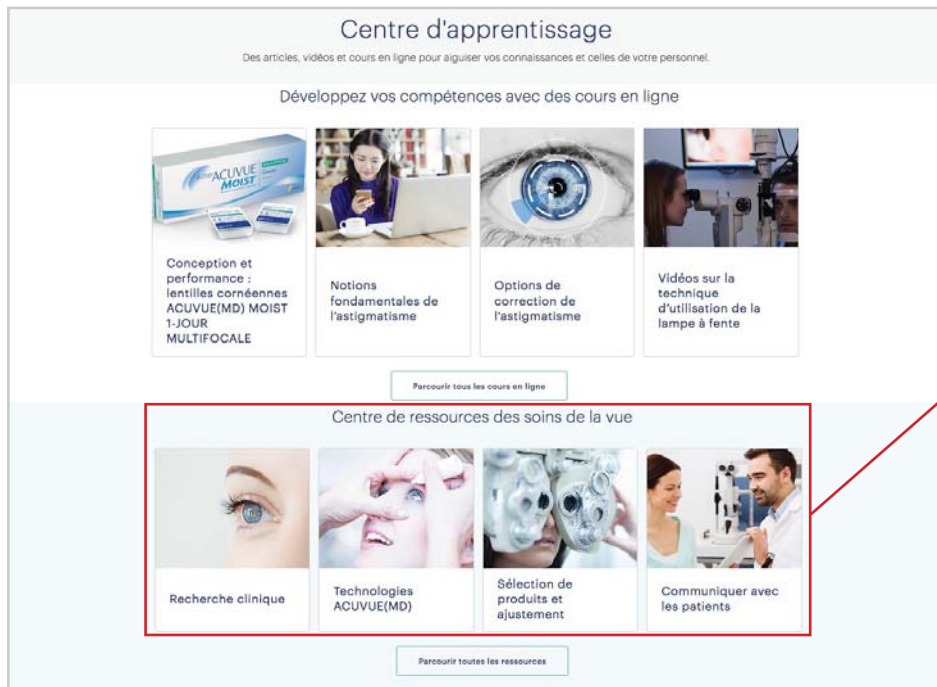 Centre d'apprentissage
Des articles, vidéos et cours en ligne pour aiguiser vos connaissances et celles de votre personnel.
Développez vos compétences avec des cours en ligne
ACUVUE
MOIST
Conception et
performance :
lentilles cornéennes
ACUVUE(MD) MOIST
1-JOUR
MULTIFOCALE
Notions
fondamentales de
l'astigmatisme
Options de
correction de
l'astigmatisme
Vidéos sur la
technique
d'utilisation de la
lampe à fente
Parcourir tous les cours en ligne
Centre de ressources des soins de la vue
Recherche clinique
Technologies
ACUVUE(MD)
Sélection de
produits et
ajustement
Communiquer avec
les patients
Parcourir toutes les ressources